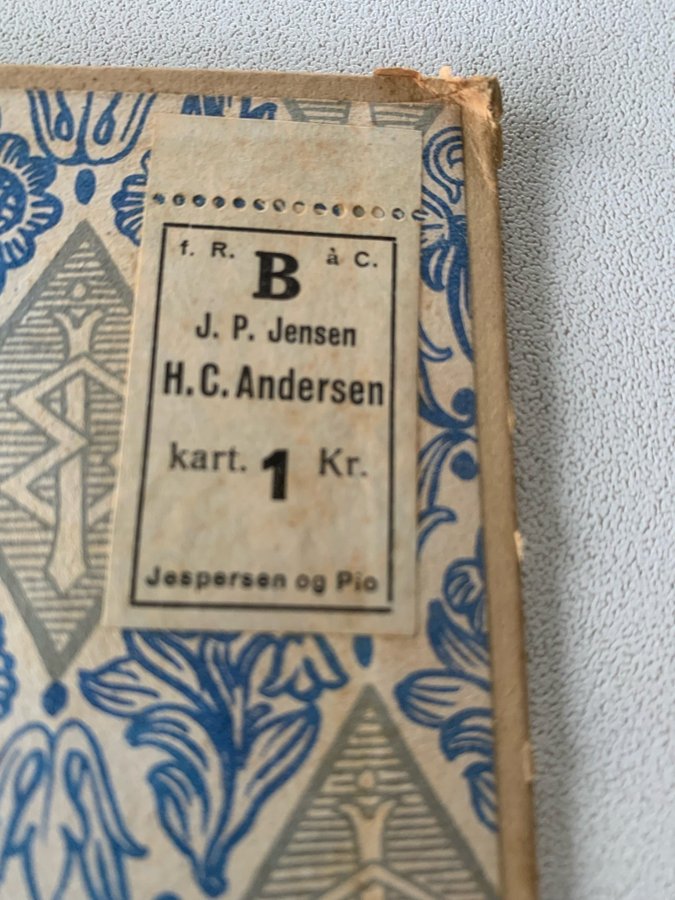 f. R. B à C.
J. P. Jensen
H. C. Andersen
kart. 1 Kr.
Jespersen og Pio